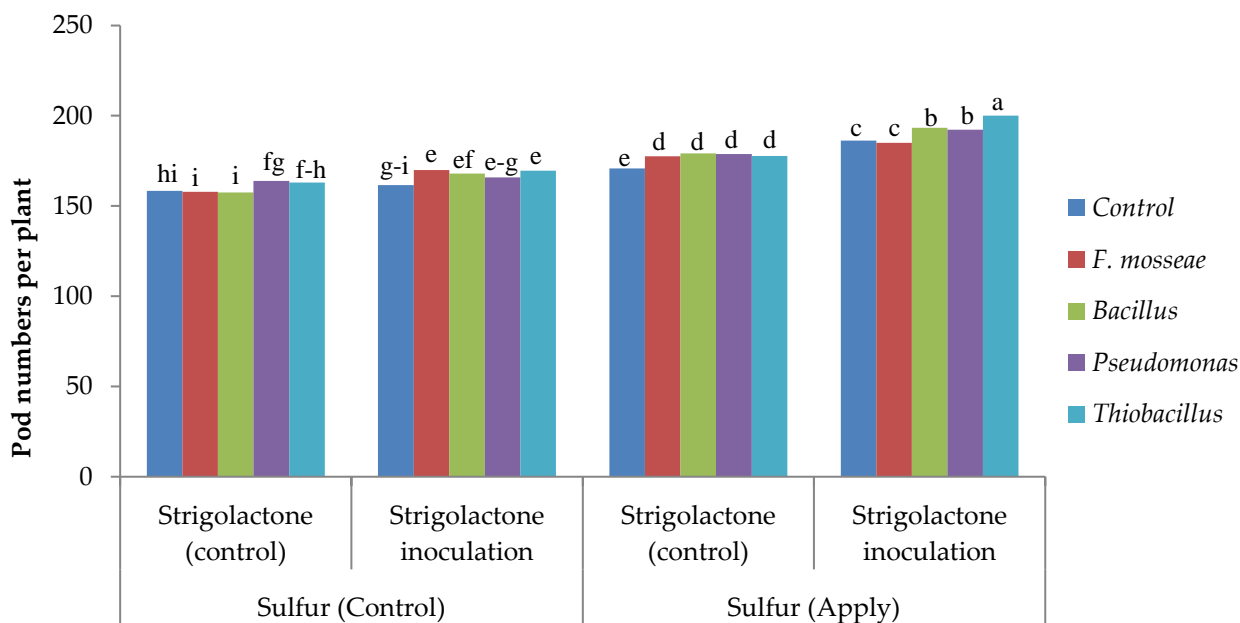 Pod numbers per plant
250
200
150
100
50
0
hi i i fg f-h
g-i e ef e-g e
e d d d d
c c b b a
Strigolactone
(control)
Strigolactone
inoculation
Strigolactone
(control)
Strigolactone
inoculation
Sulfur (Control)
Sulfur (Apply)
Control
F. mosseae
Bacillus
Pseudomonas
Thiobacillus